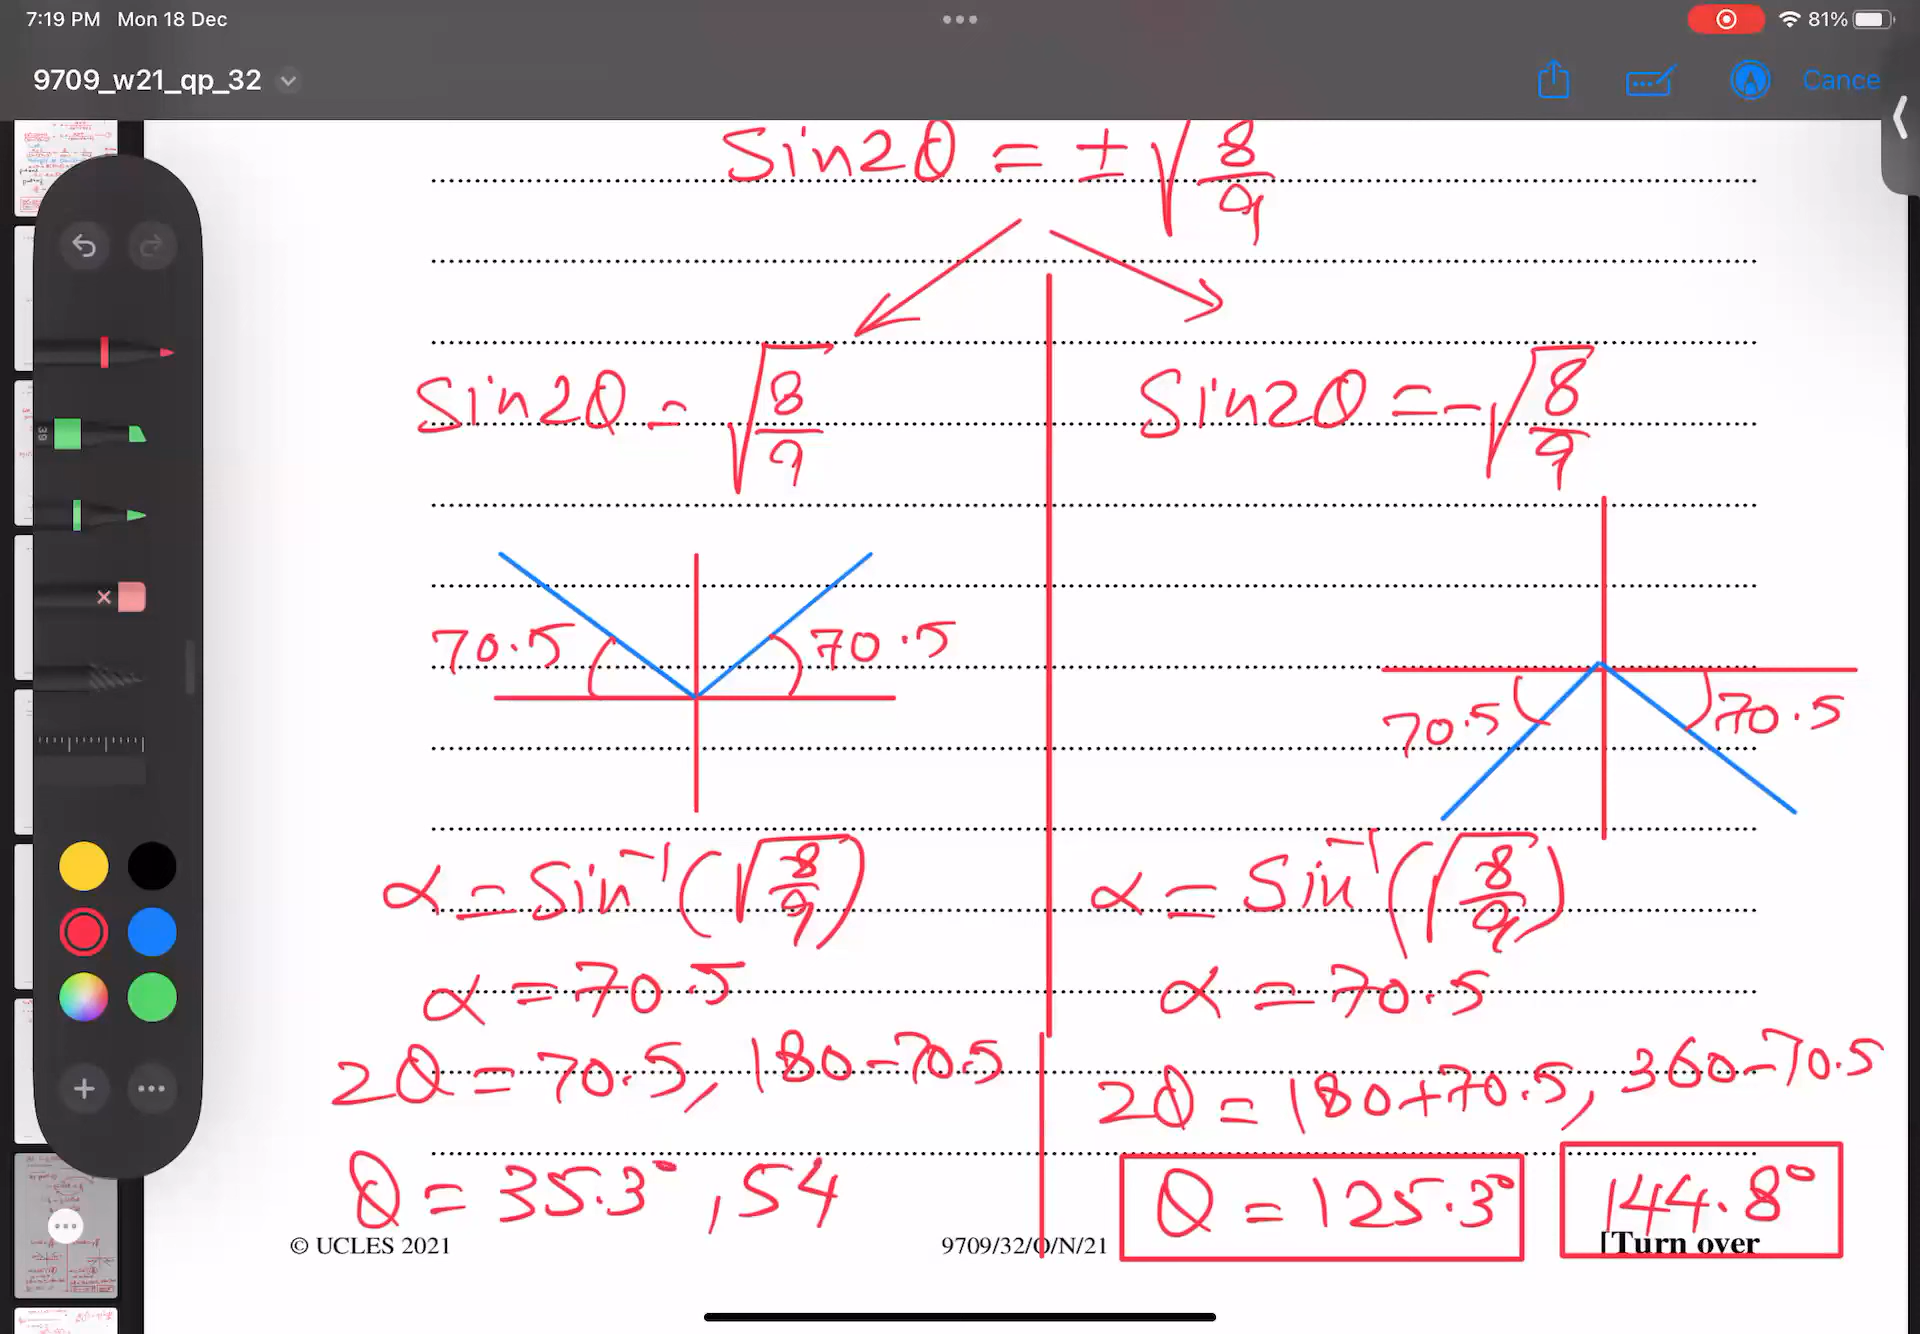 7:19 PM Mon 18 Dec
81%
9709_w21_qp_32
Cance
39
Sin2θ = ± √8/9
Sin2θ = √8/9
Sin2θ = -√8/9
70.5 70.5
70.5 70.5
α = Sin⁻¹(√8/9)
α = Sin⁻¹(√8/9)
α = 70.5
α = 70.5
2θ = 70.5, 180-70.5
2θ = 180+70.5, 360-70.5
θ = 35.3°, 54
θ = 125.3° 144.8°
© UCLES 2021
9709/32/O/N/21
[Turn over